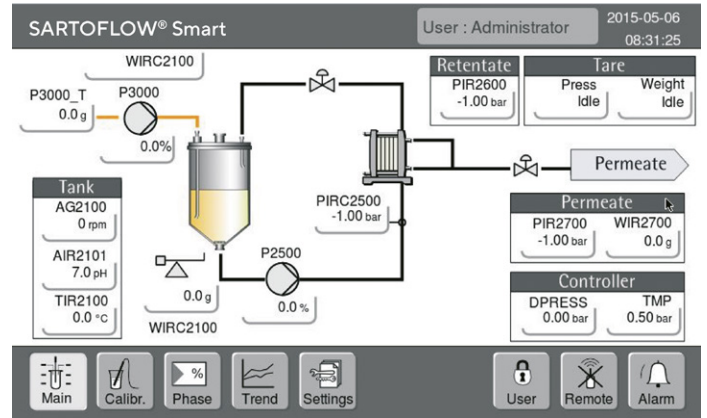 SARTOFLOW® Smart
User : Administrator
2015-05-06
08:31:25
WIRC2100
P3000_T
0.0 g
P3000
0.0%
Retentate
PIR2600
-1.00 bar
Tare
Press
Idle
Weight
Idle
Permeate
Tank
AG2100
0 rpm
AIR2101
7.0 pH
TIR2100
0.0 °C
PIRC2500
-1.00 bar
P2500
0.0 %
0.0 g
WIRC2100
Permeate
PIR2700
-1.00 bar
WIR2700
0.0 g
Controller
DPRESS
0.00 bar
TMP
0.50 bar
Main
Calibr.
%
Phase
Trend
Settings
User
Remote
Alarm